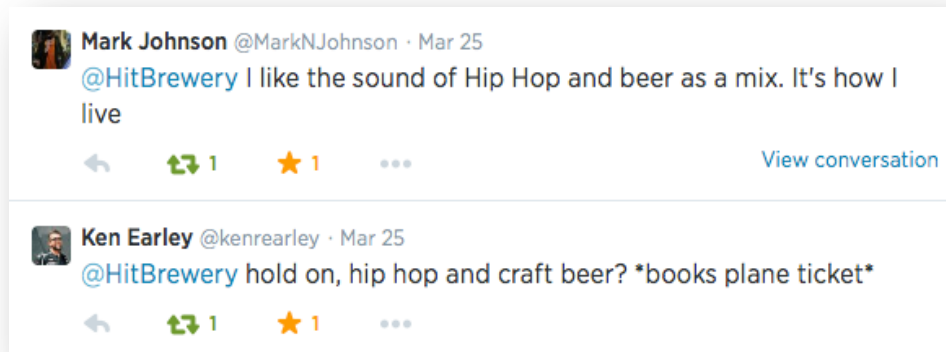 Mark Johnson @MarkNJohnson · Mar 25
@HitBrewery I like the sound of Hip Hop and beer as a mix. It's how I
live
1 1 View conversation
Ken Earley @kenrearley · Mar 25
@HitBrewery hold on, hip hop and craft beer? *books plane ticket*
1 1